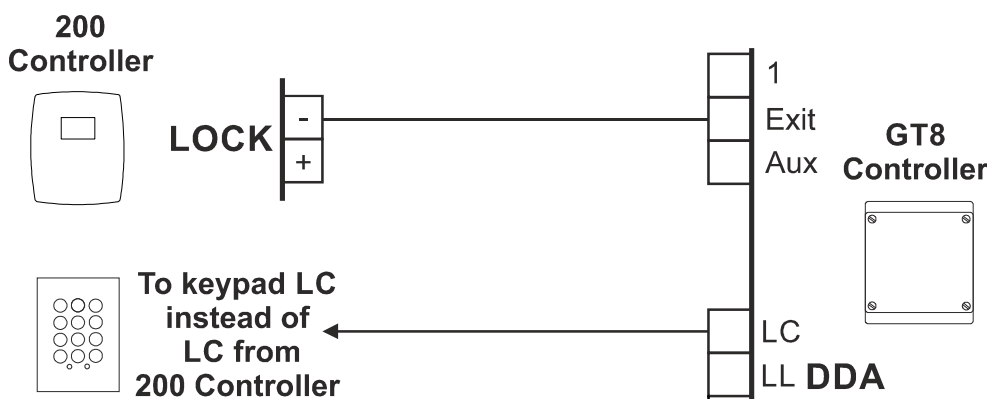 200
Controller
LOCK
-
+
1
Exit
Aux
GT8
Controller
To keypad LC
instead of
LC from
200 Controller
LC
LL DDA